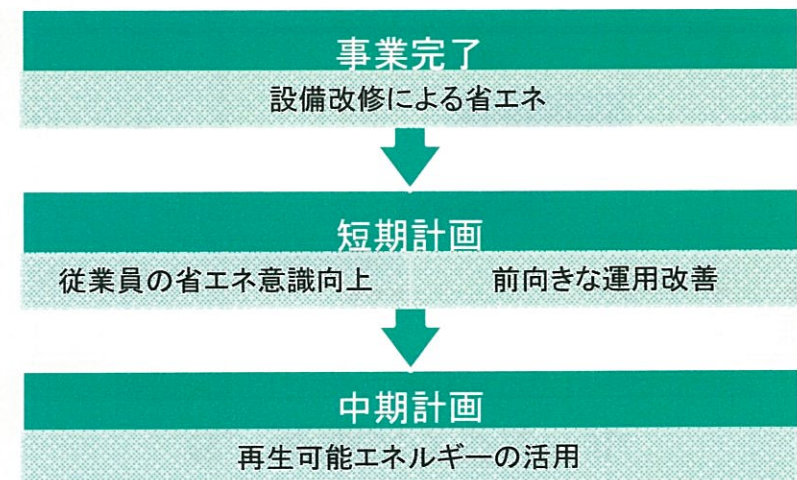 事業完了
設備改修による省エネ
短期計画
従業員の省エネ意識向上 前向きな運用改善
中期計画
再生可能エネルギーの活用